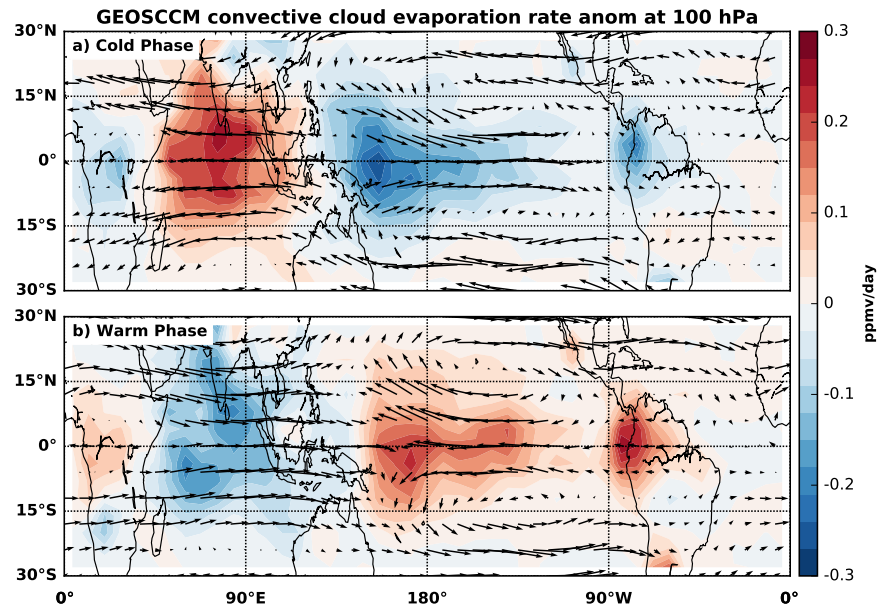 GEOSCCM convective cloud evaporation rate anom at 100 hPa
30°N
a) Cold Phase
15°N
0°
15°S
30°S
30°N
b) Warm Phase
15°N
0°
15°S
30°S
0°
90°E
180°
90°W
0°
0.3
0.2
0.1
0
-0.1
-0.2
-0.3
ppmv/day